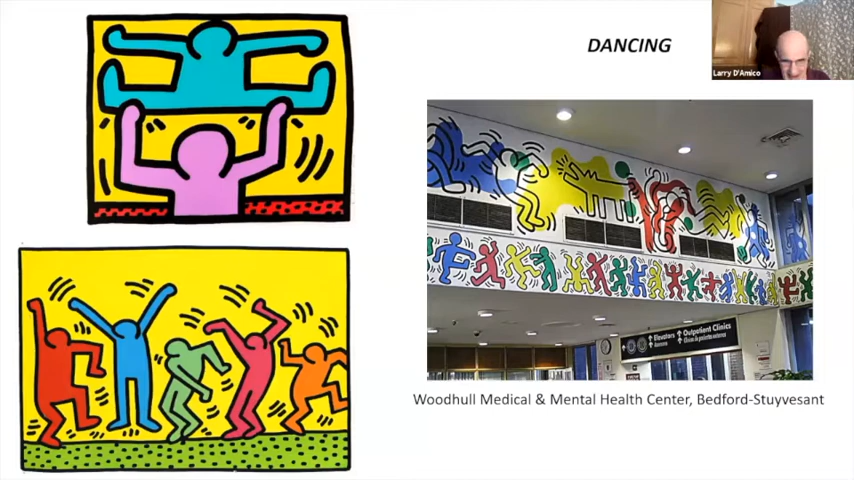 DANCING
Larry D'Amico
Elevators
Outpatient Clinics
Woodhull Medical & Mental Health Center, Bedford-Stuyvesant